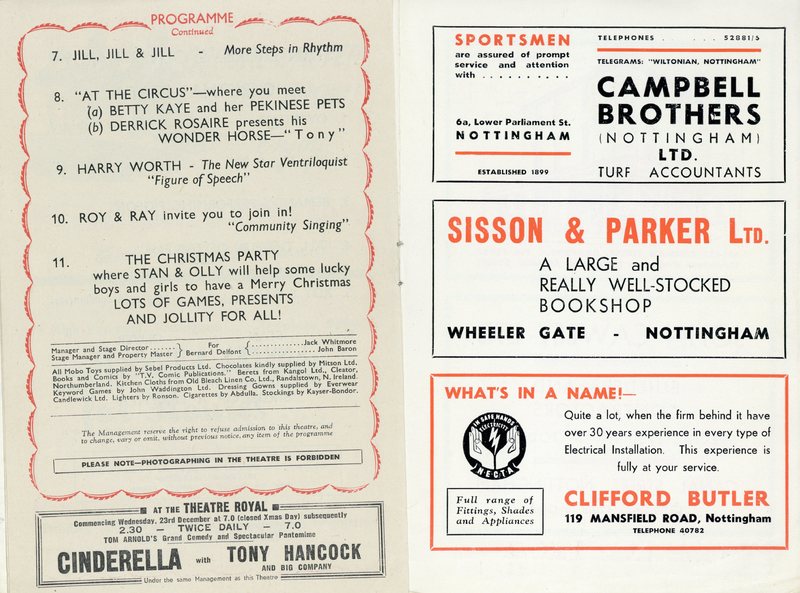 PROGRAMME
Continued
7. JILL, JILL & JILL - More Steps in Rhythm
8. "AT THE CIRCUS"—where you meet
(a) BETTY KAYE and her PEKINESE PETS
(b) DERRICK ROSAIRE presents his
WONDER HORSE—"Tony"
9. HARRY WORTH - The New Star Ventriloquist
"Figure of Speech"
10. ROY & RAY invite you to join in!
"Community Singing"
11. THE CHRISTMAS PARTY
where STAN & OLLY will help some lucky
boys and girls to have a Merry Christmas
LOTS OF GAMES, PRESENTS
AND JOLLITY FOR ALL!
Manager and Stage Director ....... } For { ................ Jack Whitmore
Stage Manager and Property Master } Bernard Delfont { ................ John Baron
All Mobo Toys supplied by Sebel Products Ltd. Chocolates kindly supplied by Mitson Ltd.
Books and Comics by "T.V. Comic Publications." Berets from Kangol Ltd., Cleator,
Northumberland. Kitchen Cloths from Old Bleach Linen Co. Ltd., Randalstown, N. Ireland.
Keyword Games by John Waddington Ltd. Dressing Gowns supplied by Everwear
Candlewick Ltd. Lighters by Ronson. Cigarettes by Abdulla. Stockings by Kayser-Bondor.
The Management reserve the right to refuse admission to this theatre, and
to change, vary or omit, without previous notice, any item of the programme
PLEASE NOTE—PHOTOGRAPHING IN THE THEATRE IS FORBIDDEN
AT THE THEATRE ROYAL
Commencing Wednesday, 23rd December at 7.0 (closed Xmas Day) subsequently
2.30 — TWICE DAILY — 7.0
TOM ARNOLD'S Grand Comedy and Spectacular Pantomime
CINDERELLA with TONY HANCOCK
AND BIG COMPANY
Under the same Management as this Theatre
SPORTSMEN
are assured of prompt
service and attention
with ..........
6a, Lower Parliament St.
NOTTINGHAM
ESTABLISHED 1899
TELEPHONES ...... 52881/5
TELEGRAMS: "WILTONIAN, NOTTINGHAM"
CAMPBELL
BROTHERS
(NOTTINGHAM)
LTD.
TURF ACCOUNTANTS
SISSON & PARKER LTD.
A LARGE and
REALLY WELL-STOCKED
BOOKSHOP
WHEELER GATE - NOTTINGHAM
WHAT'S IN A NAME!—
IN SAFE HANDS
ELECTRICITY
NECTA
Quite a lot, when the firm behind it have
over 30 years experience in every type of
Electrical Installation. This experience is
fully at your service.
Full range of
Fittings, Shades
and Appliances
CLIFFORD BUTLER
119 MANSFIELD ROAD, Nottingham
TELEPHONE 40782